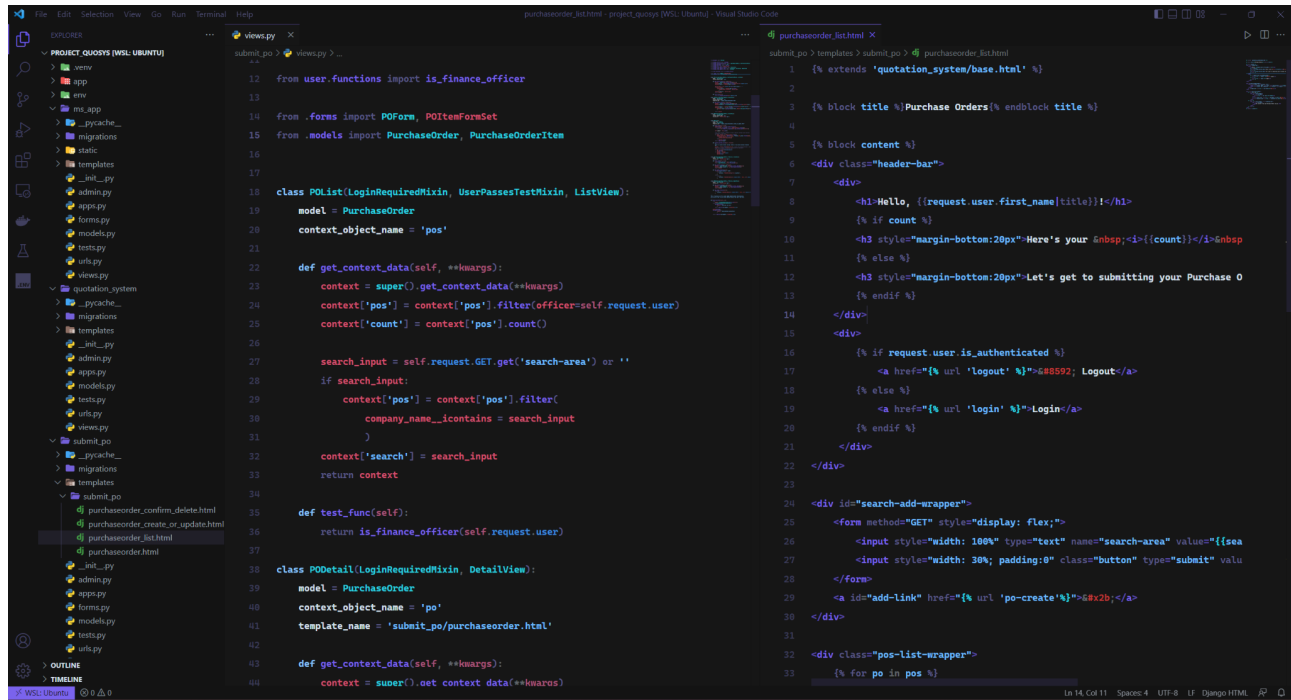 File Edit Selection View Go Run Terminal Help
purchaseorder_list.html - project_quosys [WSL: Ubuntu] - Visual Studio Code
EXPLORER
PROJECT_QUOSYS [WSL: UBUNTU]
.venv
app
env
ms_app
__pycache__
migrations
static
templates
__init__.py
admin.py
apps.py
forms.py
models.py
tests.py
urls.py
views.py
quotation_system
__pycache__
migrations
templates
__init__.py
admin.py
apps.py
models.py
tests.py
urls.py
views.py
submit_po
__pycache__
migrations
templates
submit_po
purchaseorder_confirm_delete.html
purchaseorder_create_or_update.html
purchaseorder_list.html
purchaseorder.html
__init__.py
admin.py
apps.py
forms.py
models.py
tests.py
urls.py
OUTLINE
TIMELINE
views.py
submit_po > views.py > ...
11
12 from user.functions import is_finance_officer
13
14 from .forms import POForm, POItemFormSet
15 from .models import PurchaseOrder, PurchaseOrderItem
16
17
18 class POList(LoginRequiredMixin, UserPassesTestMixin, ListView):
19 model = PurchaseOrder
20 context_object_name = 'pos'
21
22 def get_context_data(self, **kwargs):
23 context = super().get_context_data(**kwargs)
24 context['pos'] = context['pos'].filter(officer=self.request.user)
25 context['count'] = context['pos'].count()
26
27 search_input = self.request.GET.get('search-area') or ''
28 if search_input:
29 context['pos'] = context['pos'].filter(
30 company_name__icontains = search_input
31 )
32 context['search'] = search_input
33 return context
34
35 def test_func(self):
36 return is_finance_officer(self.request.user)
37
38 class PODetail(LoginRequiredMixin, DetailView):
39 model = PurchaseOrder
40 context_object_name = 'po'
41 template_name = 'submit_po/purchaseorder.html'
42
43 def get_context_data(self, **kwargs):
44 context = super().get_context_data(**kwargs)
purchaseorder_list.html
submit_po > templates > submit_po > purchaseorder_list.html
1 {% extends 'quotation_system/base.html' %}
2
3 {% block title %}Purchase Orders{% endblock title %}
4
5 {% block content %}
6 <div class="header-bar">
7 <div>
8 <h1>Hello, {{request.user.first_name|title}}!</h1>
9 {% if count %}
10 <h3 style="margin-bottom:20px">Here's your &nbsp;<i>{{count}}</i>&nbsp
11 {% else %}
12 <h3 style="margin-bottom:20px">Let's get to submitting your Purchase O
13 {% endif %}
14 </div>
15 <div>
16 {% if request.user.is_authenticated %}
17 <a href="{% url 'logout' %}">&#8592; Logout</a>
18 {% else %}
19 <a href="{% url 'login' %}">Login</a>
20 {% endif %}
21 </div>
22 </div>
23
24 <div id="search-add-wrapper">
25 <form method="GET" style="display: flex;">
26 <input style="width: 100%" type="text" name="search-area" value="{{sea
27 <input style="width: 30%; padding:0" class="button" type="submit" valu
28 </form>
29 <a id="add-link" href="{% url 'po-create'%}">&#x2b;</a>
30 </div>
31
32 <div class="pos-list-wrapper">
33 {% for po in pos %}
WSL: Ubuntu 0 0
Ln 14, Col 11 Spaces: 4 UTF-8 LF Django HTML